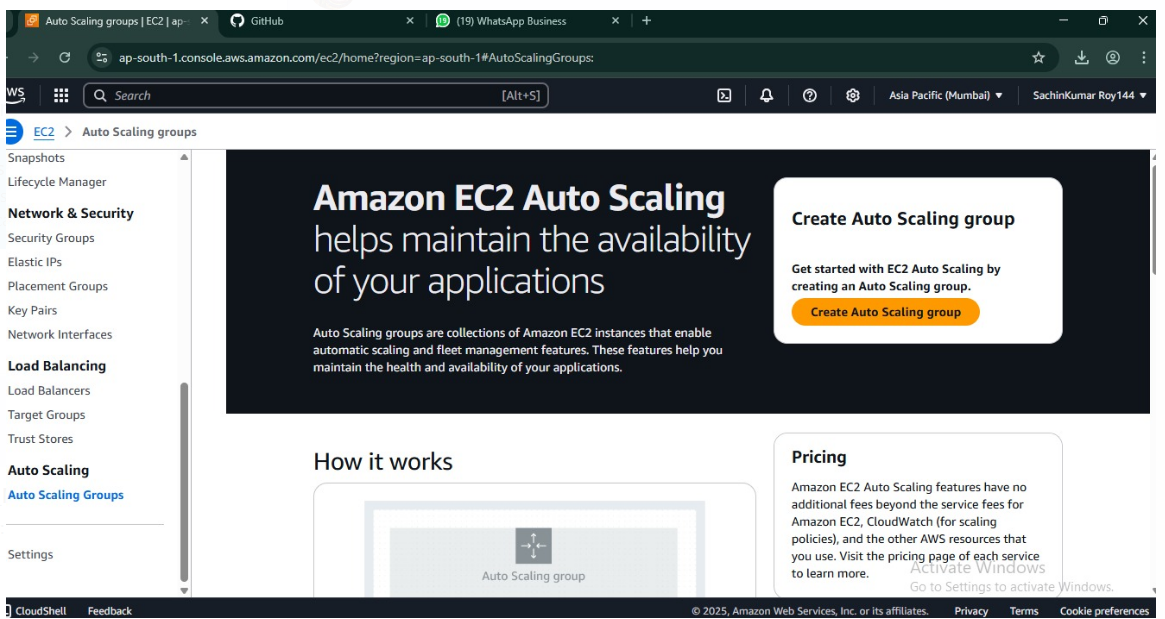 Auto Scaling groups | EC2 | ap-s
GitHub
(19) WhatsApp Business
ap-south-1.console.aws.amazon.com/ec2/home?region=ap-south-1#AutoScalingGroups:
Search [Alt+S]
Asia Pacific (Mumbai)
SachinKumar Roy144
EC2 > Auto Scaling groups
Snapshots
Lifecycle Manager
Network & Security
Security Groups
Elastic IPs
Placement Groups
Key Pairs
Network Interfaces
Load Balancing
Load Balancers
Target Groups
Trust Stores
Auto Scaling
Auto Scaling Groups
Settings
Amazon EC2 Auto Scaling
helps maintain the availability
of your applications
Auto Scaling groups are collections of Amazon EC2 instances that enable
automatic scaling and fleet management features. These features help you
maintain the health and availability of your applications.
Create Auto Scaling group
Get started with EC2 Auto Scaling by
creating an Auto Scaling group.
Create Auto Scaling group
How it works
Auto Scaling group
Pricing
Amazon EC2 Auto Scaling features have no
additional fees beyond the service fees for
Amazon EC2, CloudWatch (for scaling
policies), and the other AWS resources that
you use. Visit the pricing page of each service
to learn more.
Activate Windows
Go to Settings to activate Windows.
CloudShell Feedback
© 2025, Amazon Web Services, Inc. or its affiliates. Privacy Terms Cookie preferences